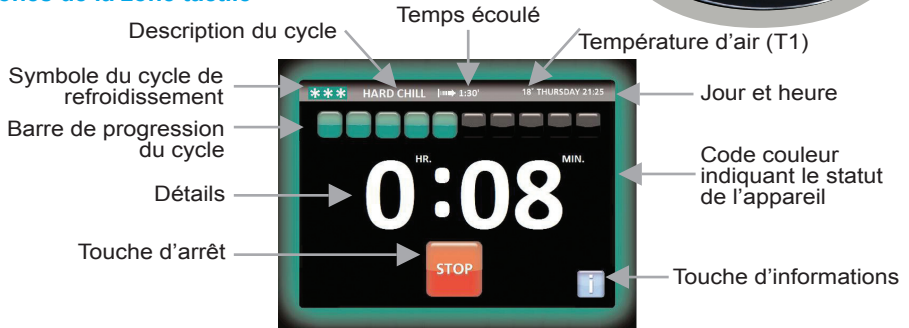 Temps écoulé
Description du cycle
Température d'air (T1)
Symbole du cycle de
refroidissement
*** HARD CHILL 1:30' 18° THURSDAY 21:25
Jour et heure
Barre de progression
du cycle
HR. MIN.
0:08
Code couleur
indiquant le statut
de l'appareil
Détails
Touche d'arrêt
STOP
i
Touche d'informations